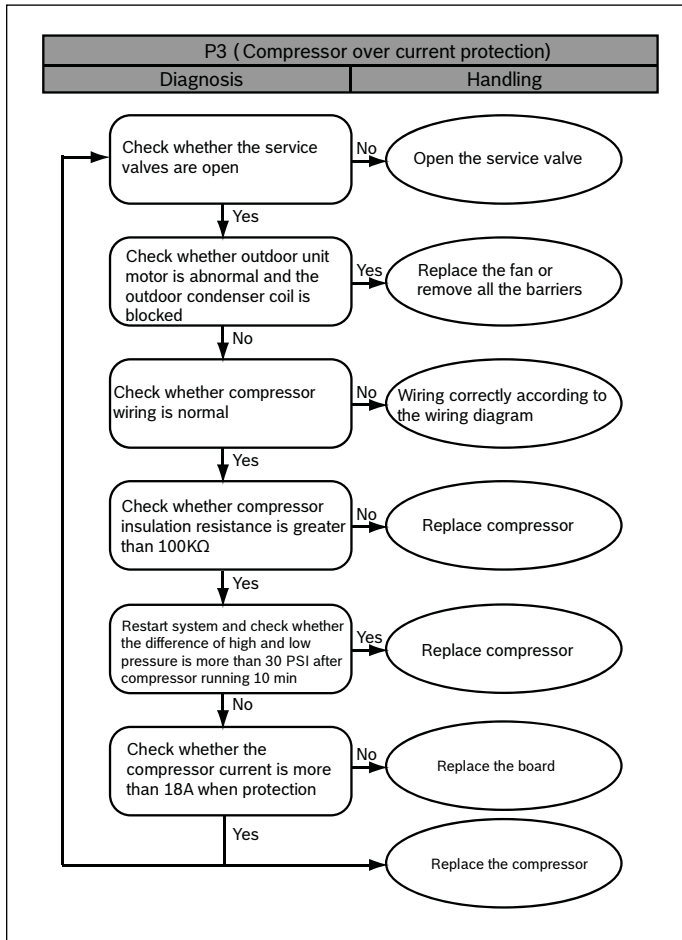 P3 ( Compressor over current protection)
Diagnosis
Handling
Check whether the service
valves are open
No
Open the service valve
Yes
Check whether outdoor unit
motor is abnormal and the
outdoor condenser coil is
blocked
Yes
Replace the fan or
remove all the barriers
No
Check whether compressor
wiring is normal
No
Wiring correctly according to
the wiring diagram
Yes
Check whether compressor
insulation resistance is greater
than 100KΩ
No
Replace compressor
Yes
Restart system and check whether
the difference of high and low
pressure is more than 30 PSI after
compressor running 10 min
Yes
Replace compressor
No
Check whether the
compressor current is more
than 18A when protection
No
Replace the board
Yes
Replace the compressor